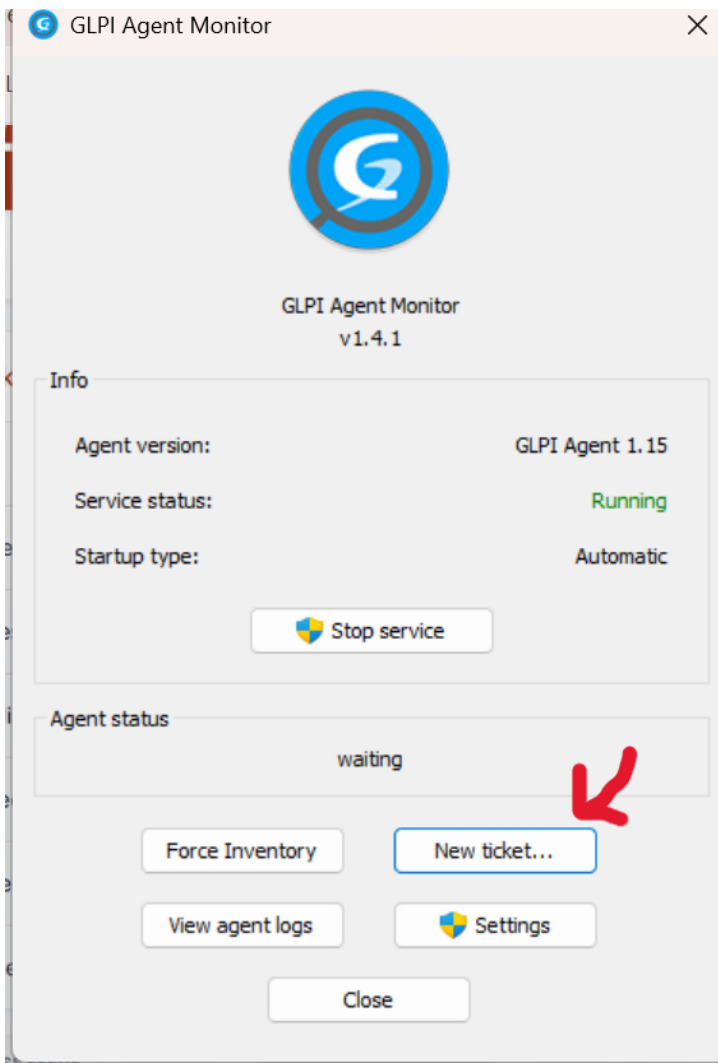 GLPI Agent Monitor
GLPI Agent Monitor
v1.4.1
Info
Agent version: GLPI Agent 1.15
Service status: Running
Startup type: Automatic
Stop service
Agent status
waiting
Force Inventory New ticket...
View agent logs Settings
Close